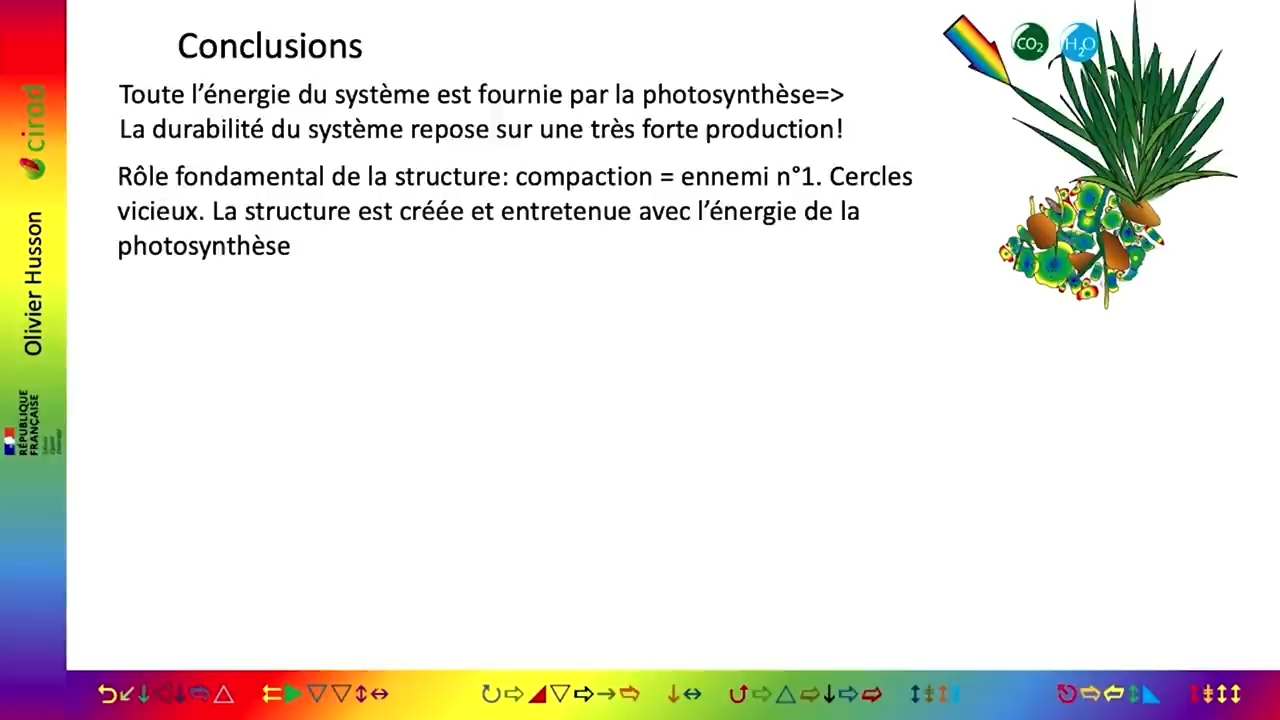 Conclusions
Toute l’énergie du système est fournie par la photosynthèse=>
La durabilité du système repose sur une très forte production!
Rôle fondamental de la structure: compaction = ennemi n°1. Cercles
vicieux. La structure est créée et entretenue avec l’énergie de la
photosynthèse
CO2
H2O
cirad
Olivier Husson
RÉPUBLIQUE
FRANÇAISE